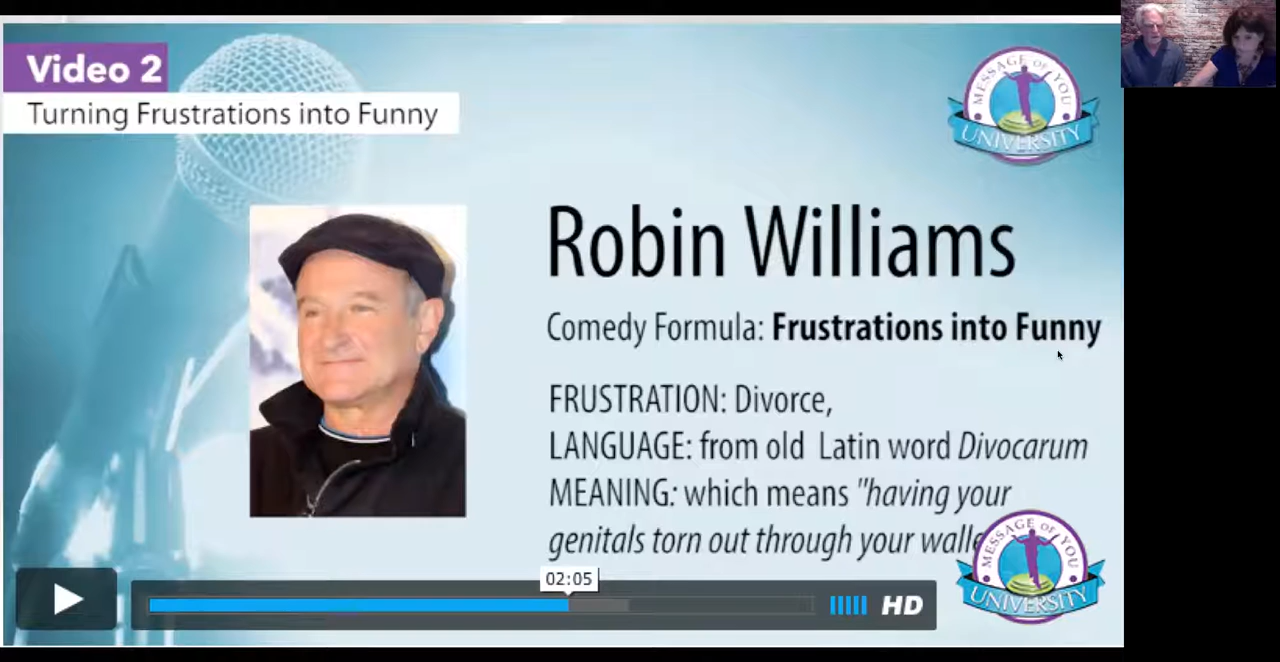 Video 2
Turning Frustrations into Funny
MESSAGE OF YOU
UNIVERSITY
Robin Williams
Comedy Formula: Frustrations into Funny
FRUSTRATION: Divorce,
LANGUAGE: from old Latin word Divocarum
MEANING: which means "having your
genitals torn out through your walle
MESSAGE OF YOU
UNIVERSITY
02:05
HD